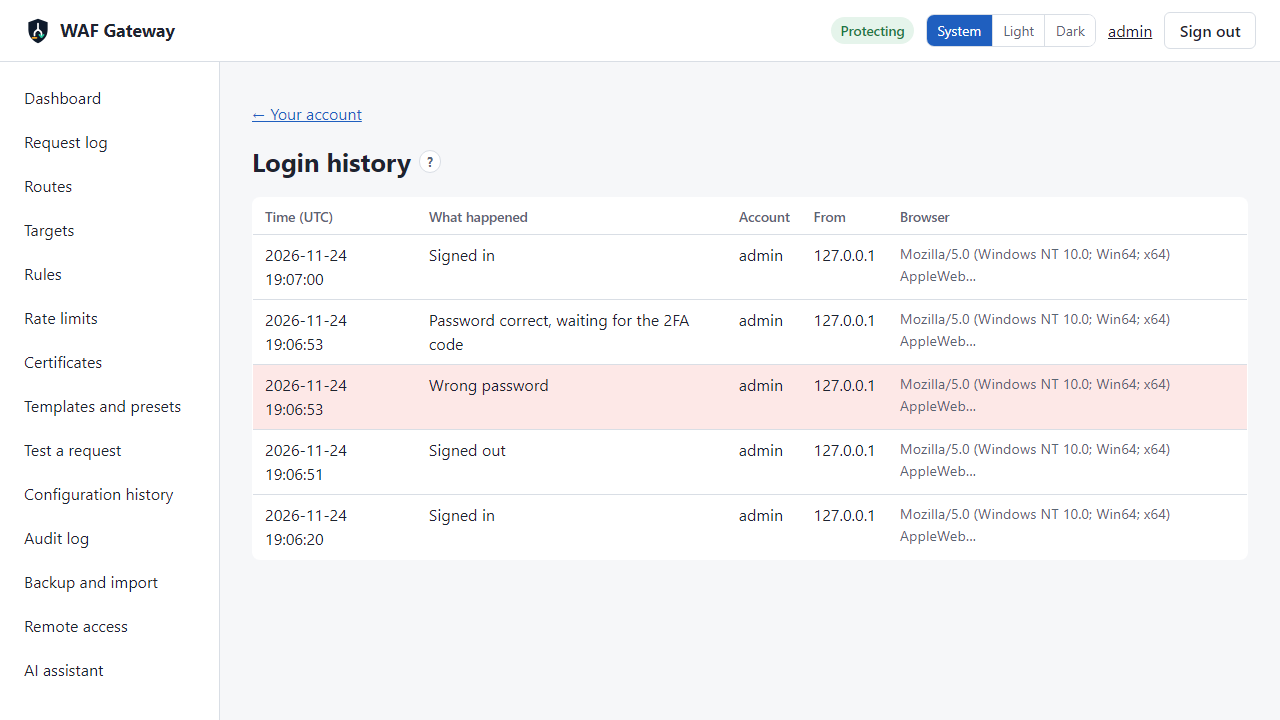 WAF Gateway
Protecting
System Light Dark
admin
Sign out
Dashboard
Request log
Routes
Targets
Rules
Rate limits
Certificates
Templates and presets
Test a request
Configuration history
Audit log
Backup and import
Remote access
AI assistant
← Your account
Login history ?
Time (UTC) What happened Account From Browser
2026-11-24 Signed in admin 127.0.0.1 Mozilla/5.0 (Windows NT 10.0; Win64; x64)
19:07:00 AppleWeb…
2026-11-24 Password correct, waiting for the 2FA admin 127.0.0.1 Mozilla/5.0 (Windows NT 10.0; Win64; x64)
19:06:53 code AppleWeb…
2026-11-24 Wrong password admin 127.0.0.1 Mozilla/5.0 (Windows NT 10.0; Win64; x64)
19:06:53 AppleWeb…
2026-11-24 Signed out admin 127.0.0.1 Mozilla/5.0 (Windows NT 10.0; Win64; x64)
19:06:51 AppleWeb…
2026-11-24 Signed in admin 127.0.0.1 Mozilla/5.0 (Windows NT 10.0; Win64; x64)
19:06:20 AppleWeb…